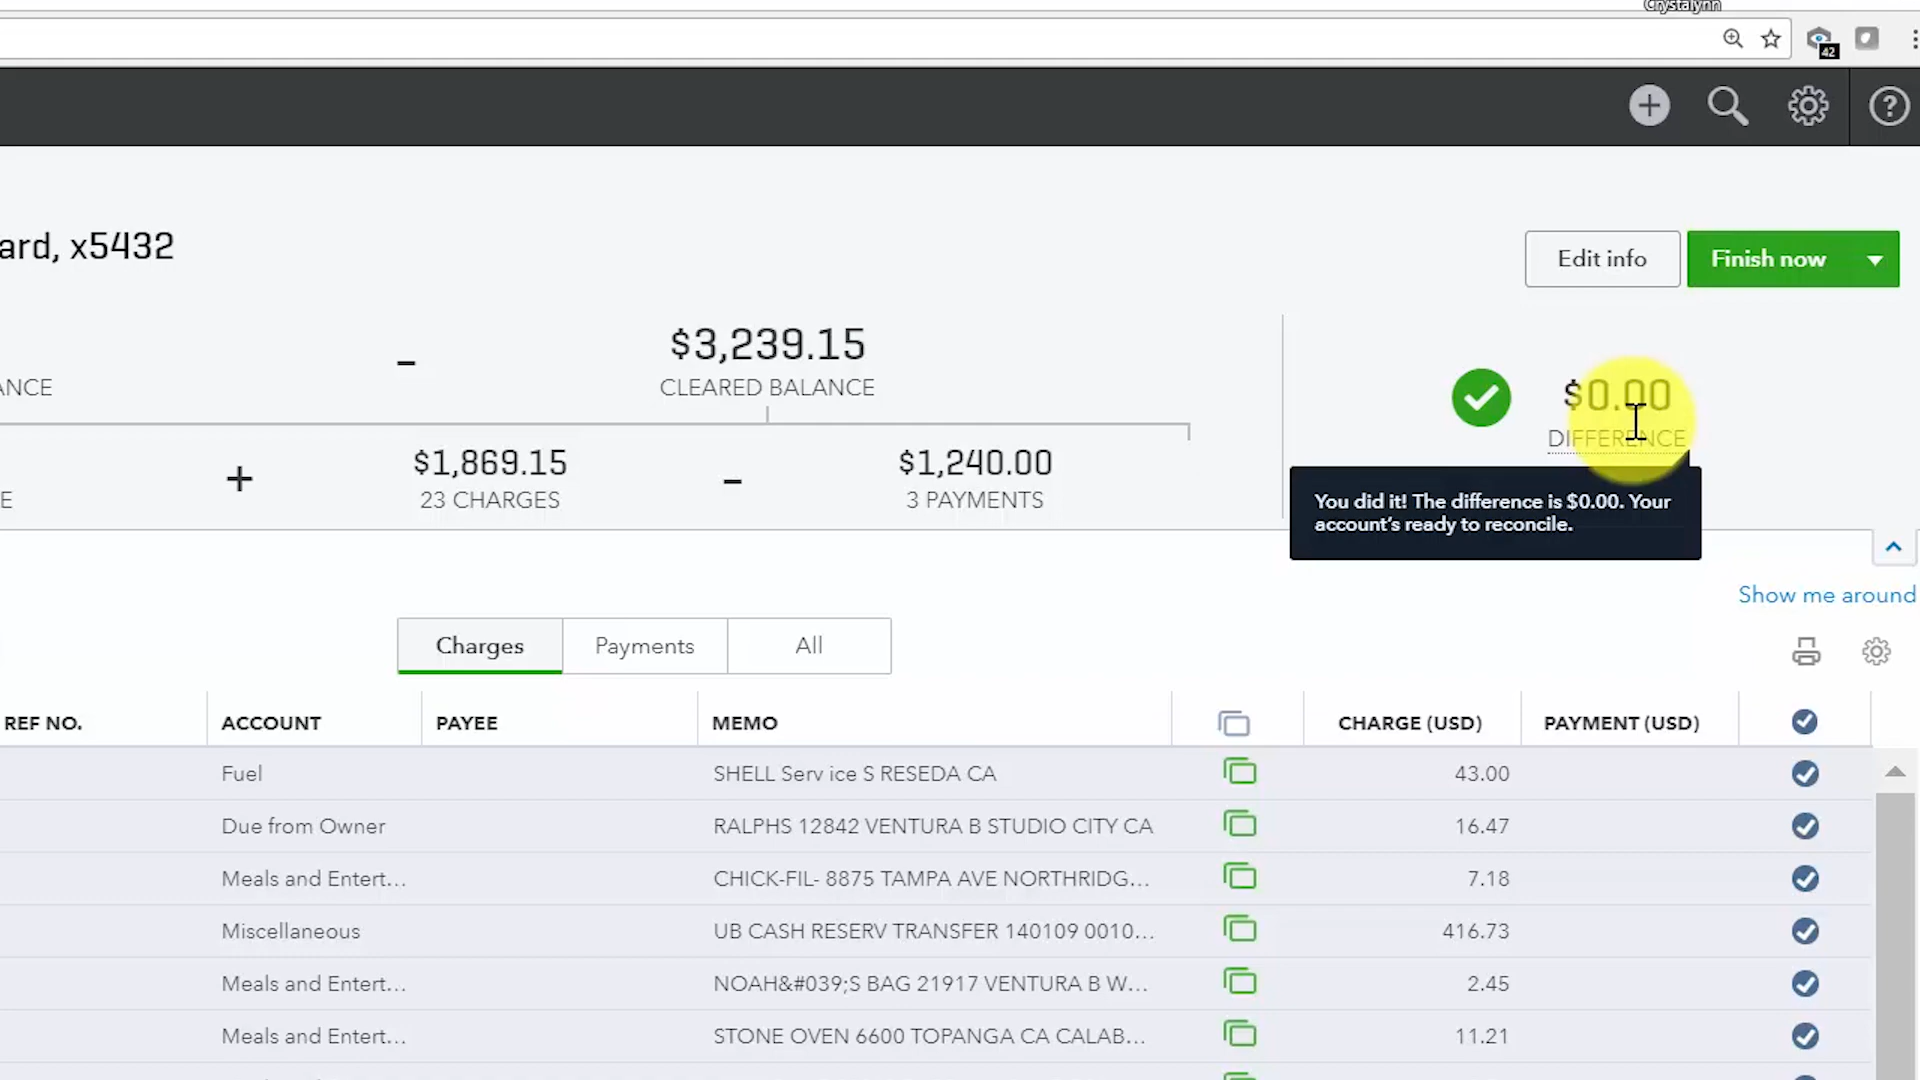 Crystalynn
42
ard, x5432
Edit info
Finish now
-
$3,239.15
ANCE
CLEARED BALANCE
$0.00
DIFFERENCE
E
+
$1,869.15
23 CHARGES
-
$1,240.00
3 PAYMENTS
You did it! The difference is $0.00. Your
account's ready to reconcile.
Show me around
Charges
Payments
All
REF NO. ACCOUNT PAYEE MEMO CHARGE (USD) PAYMENT (USD)
Fuel SHELL Serv ice S RESEDA CA 43.00
Due from Owner RALPHS 12842 VENTURA B STUDIO CITY CA 16.47
Meals and Entert... CHICK-FIL- 8875 TAMPA AVE NORTHRIDG... 7.18
Miscellaneous UB CASH RESERV TRANSFER 140109 0010... 416.73
Meals and Entert... NOAH&#039;S BAG 21917 VENTURA B W... 2.45
Meals and Entert... STONE OVEN 6600 TOPANGA CA CALAB... 11.21